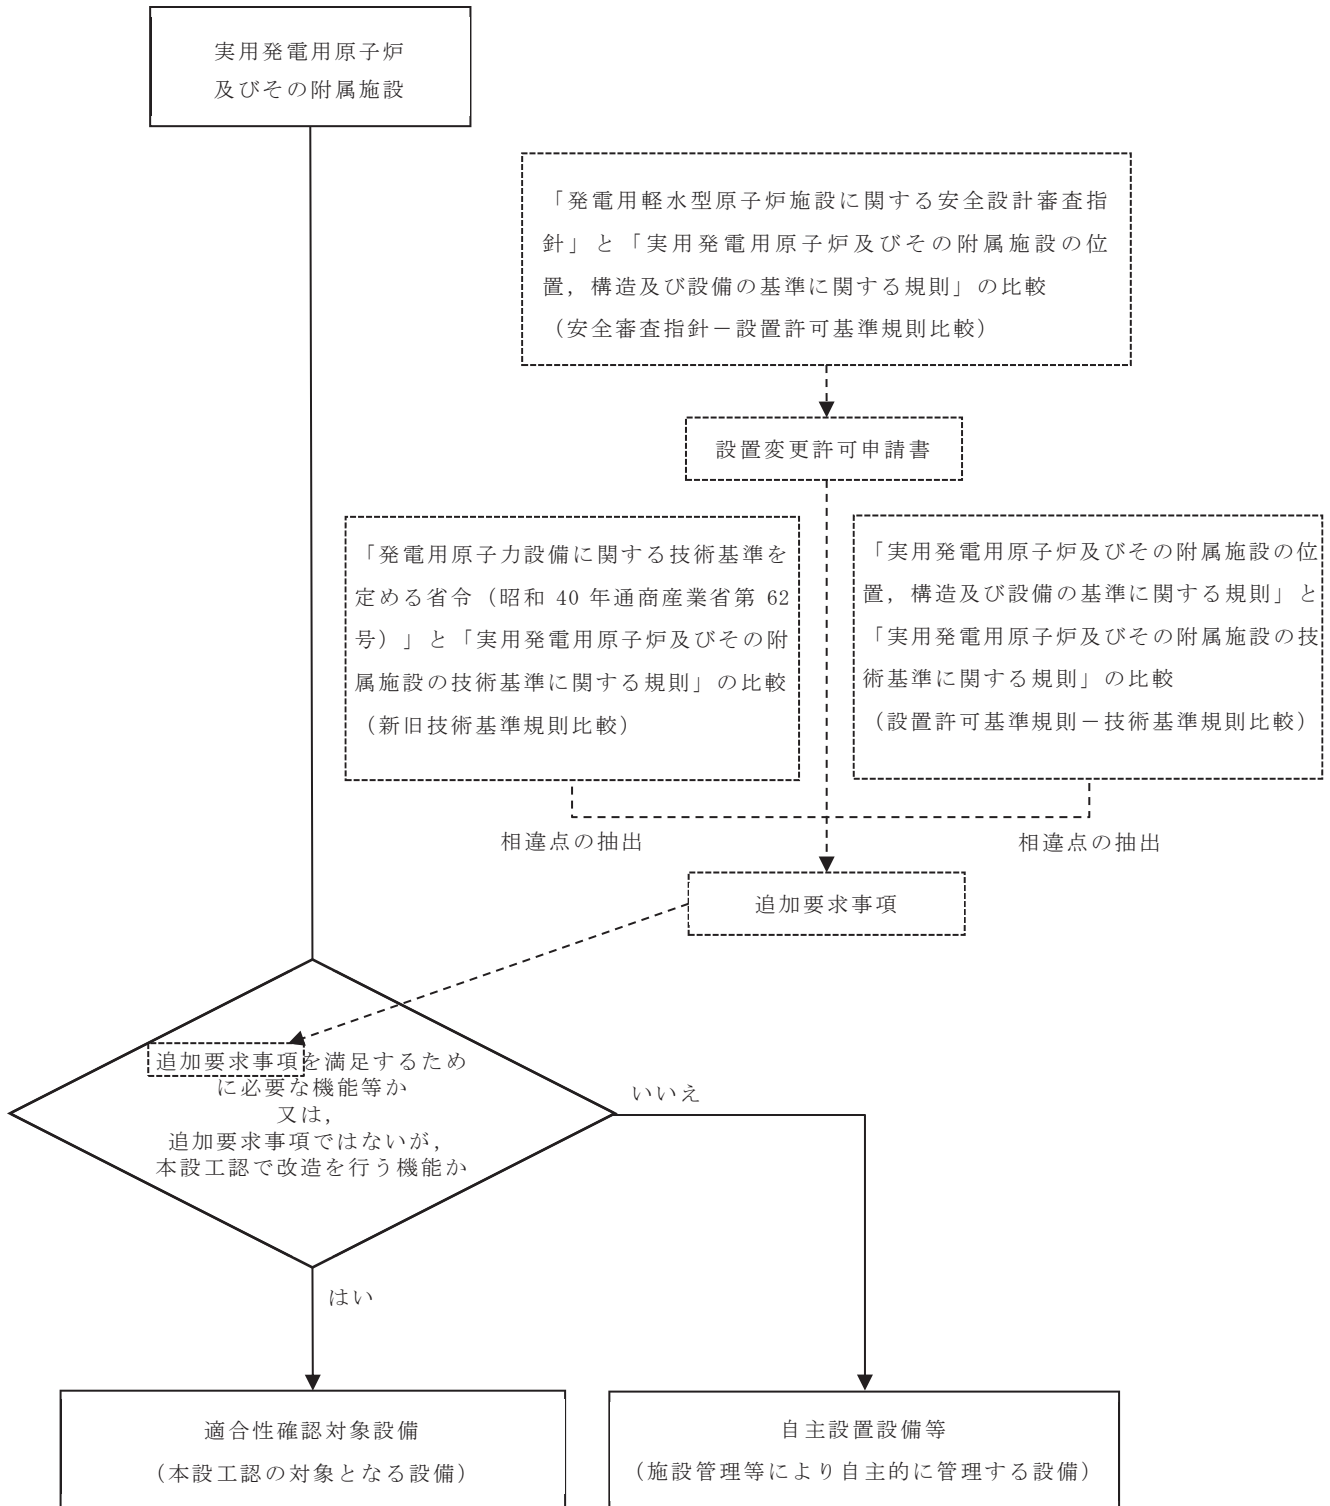 実用発電用原子炉
及びその附属施設
「発電用軽水型原子炉施設に関する安全設計審査指
針」と「実用発電用原子炉及びその附属施設の位
置，構造及び設備の基準に関する規則」の比較
（安全審査指針－設置許可基準規則比較）
設置変更許可申請書
「発電用原子力設備に関する技術基準を
定める省令（昭和 40 年通商産業省第 62
号）」と「実用発電用原子炉及びその附
属施設の技術基準に関する規則」の比較
（新旧技術基準規則比較）
「実用発電用原子炉及びその附属施設の位
置，構造及び設備の基準に関する規則」と
「実用発電用原子炉及びその附属施設の技
術基準に関する規則」の比較
（設置許可基準規則－技術基準規則比較）
相違点の抽出
相違点の抽出
追加要求事項
追加要求事項を満足するため
に必要な機能等か
又は，
追加要求事項ではないが，
本設工認で改造を行う機能か
いいえ
はい
適合性確認対象設備
（本設工認の対象となる設備）
自主設置設備等
（施設管理等により自主的に管理する設備）